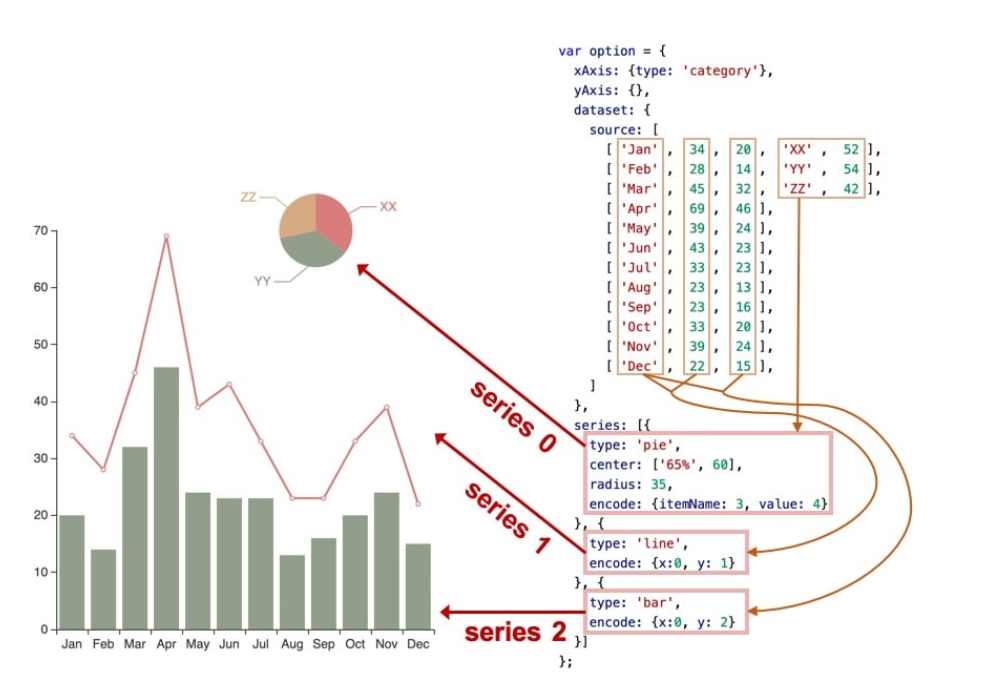 var option = {
xAxis: {type: 'category'},
yAxis: {},
dataset: {
source: [
[ 'Jan' , 34 , 20 , 'XX' , 52 ],
[ 'Feb' , 28 , 14 , 'YY' , 54 ],
[ 'Mar' , 45 , 32 , 'ZZ' , 42 ],
[ 'Apr' , 69 , 46 ],
[ 'May' , 39 , 24 ],
[ 'Jun' , 43 , 23 ],
[ 'Jul' , 33 , 23 ],
[ 'Aug' , 23 , 13 ],
[ 'Sep' , 23 , 16 ],
[ 'Oct' , 33 , 20 ],
[ 'Nov' , 39 , 24 ],
[ 'Dec' , 22 , 15 ],
]
},
series: [{
type: 'pie',
center: ['65%', 60],
radius: 35,
encode: {itemName: 3, value: 4}
}, {
type: 'line',
encode: {x:0, y: 1}
}, {
type: 'bar',
encode: {x:0, y: 2}
}]
};
ZZ
XX
YY
series 0
series 1
series 2
70
60
50
40
30
20
10
0
Jan Feb Mar Apr May Jun Jul Aug Sep Oct Nov Dec